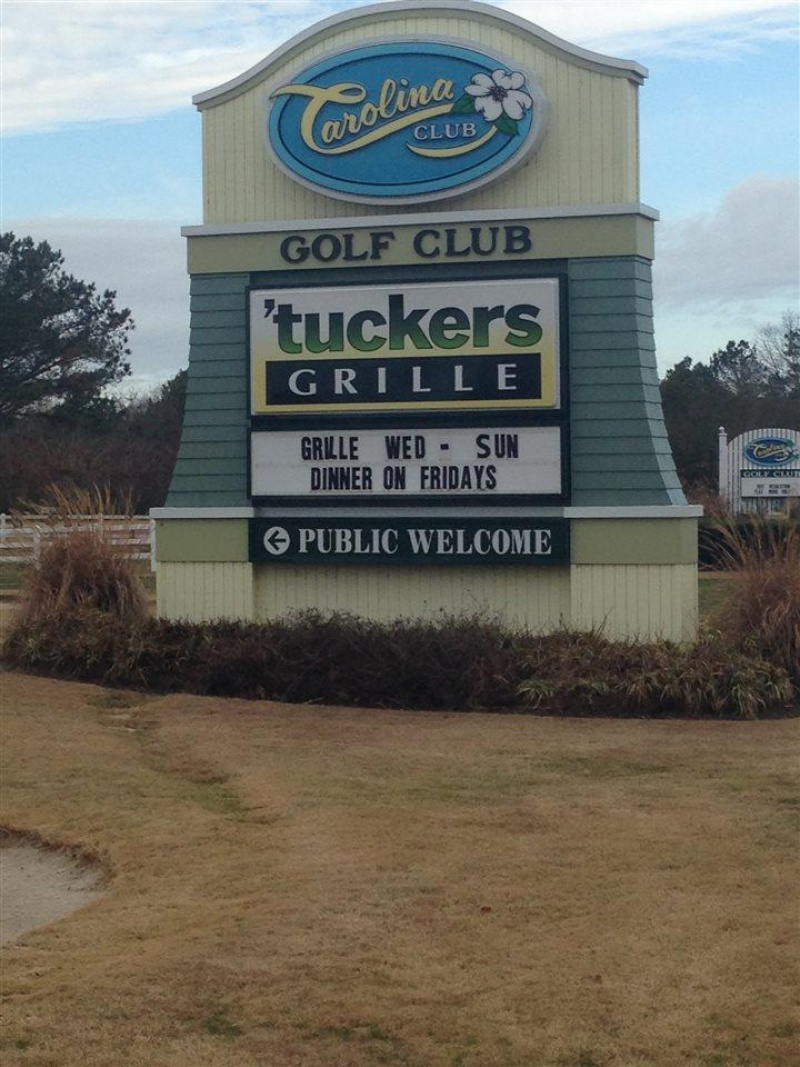 Carolina
CLUB
GOLF CLUB
'tuckers
GRILLE
GRILLE WED - SUN
DINNER ON FRIDAYS
PUBLIC WELCOME
Carolina
GOLF CLUB